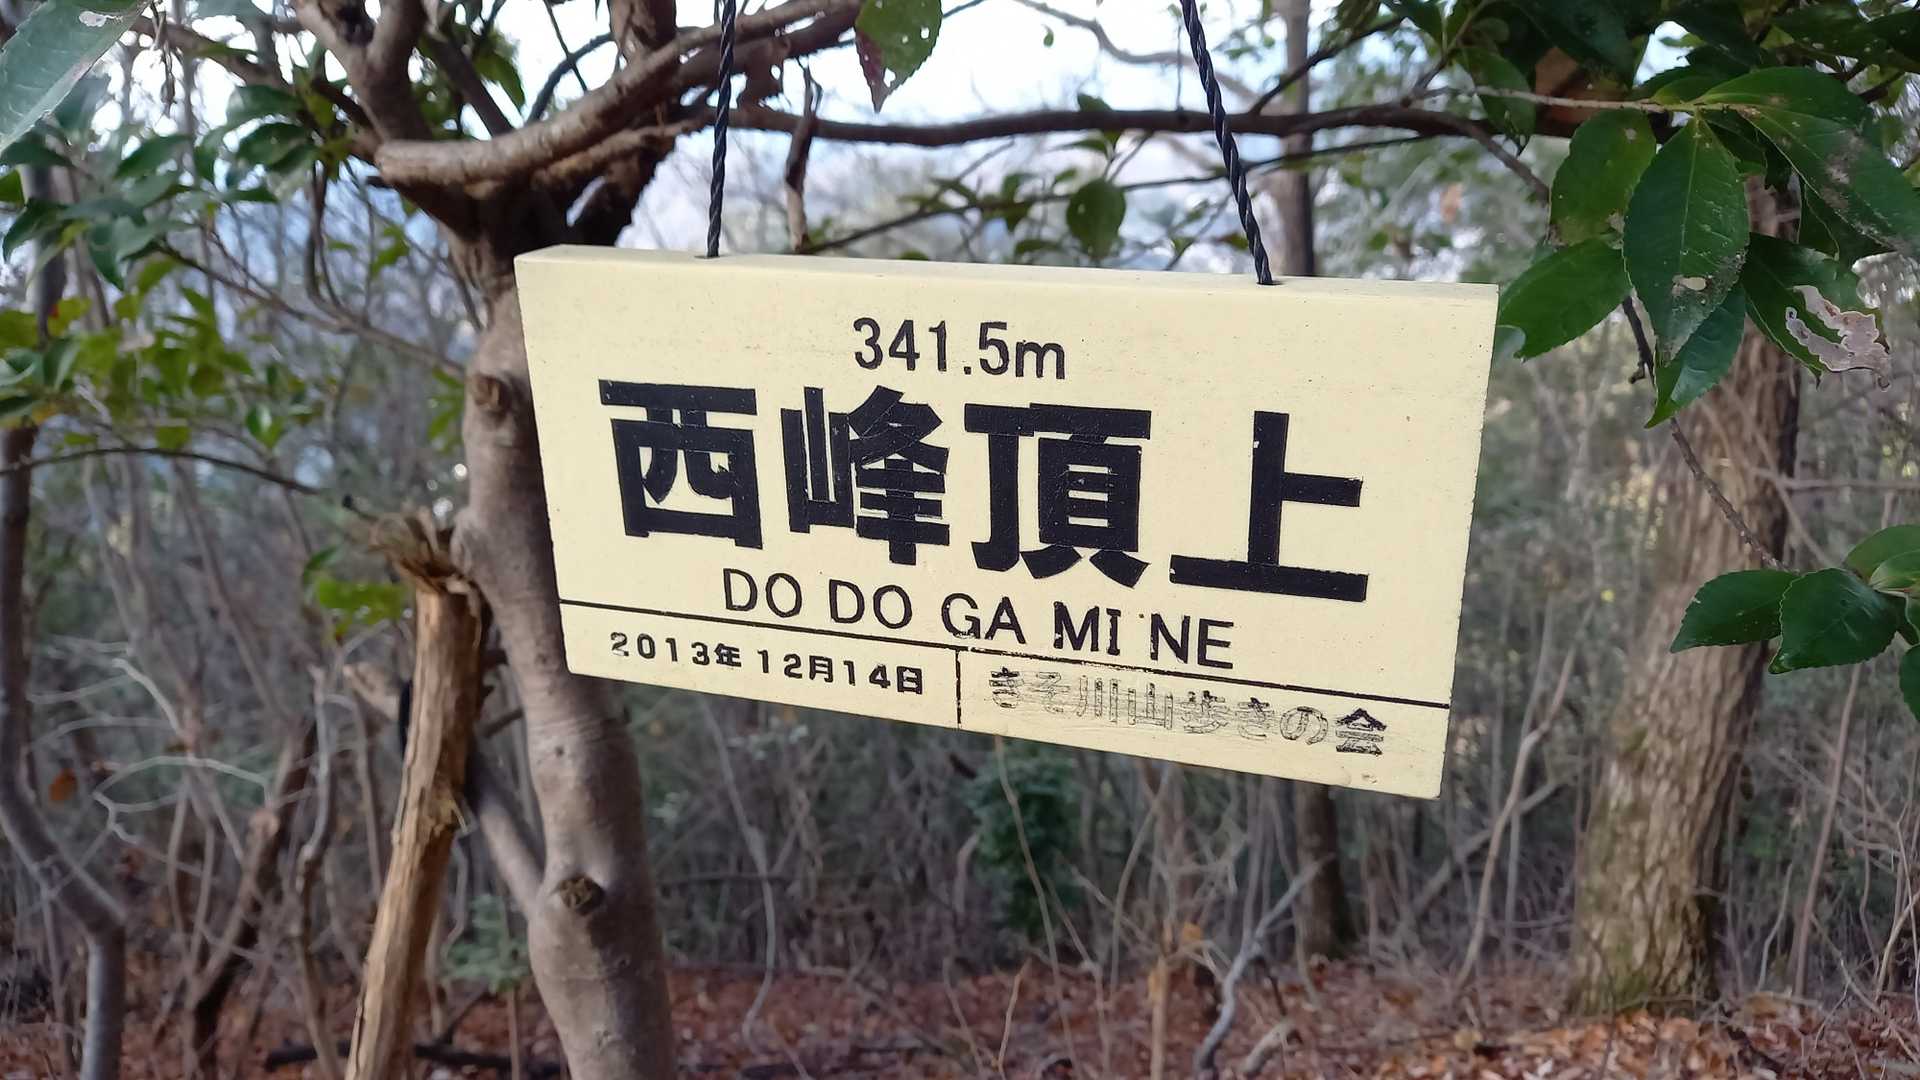 341.5m
西峰頂上
DO DO GA MI NE
2013年12月14日
きそ川山歩きの会